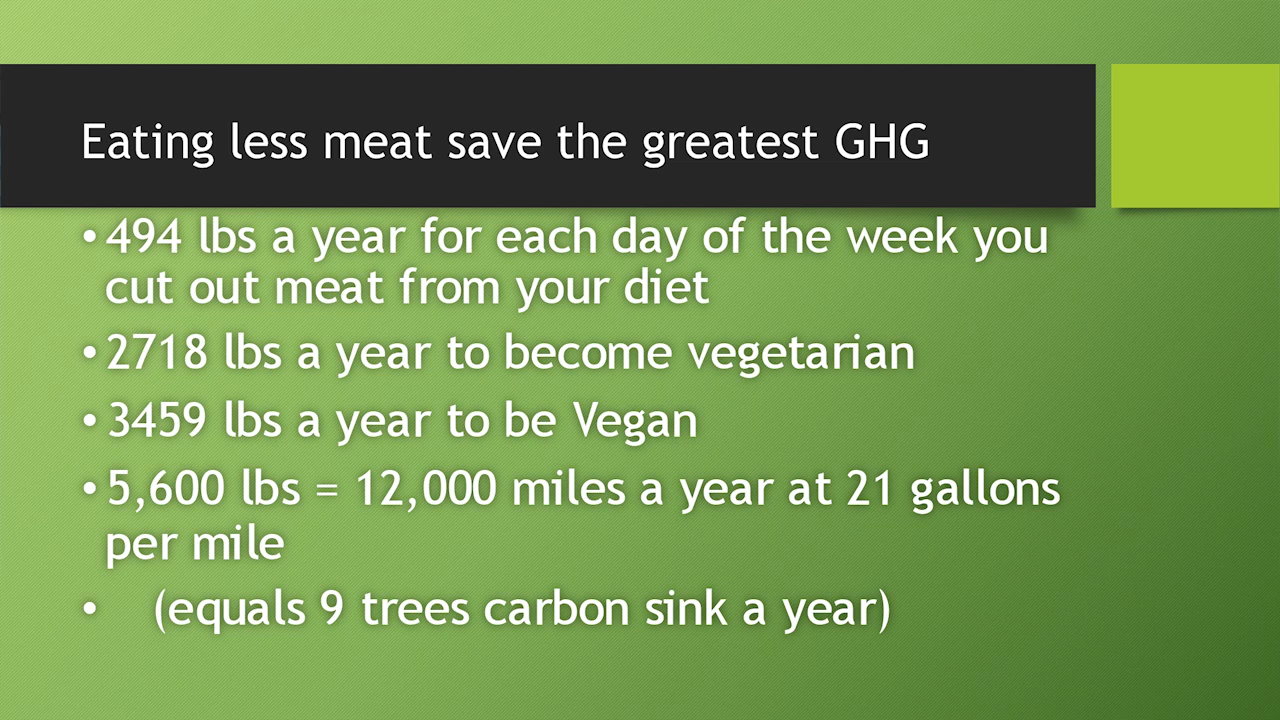 Eating less meat save the greatest GHG
• 494 lbs a year for each day of the week you
cut out meat from your diet
• 2718 lbs a year to become vegetarian
• 3459 lbs a year to be Vegan
• 5,600 lbs = 12,000 miles a year at 21 gallons
per mile
• (equals 9 trees carbon sink a year)